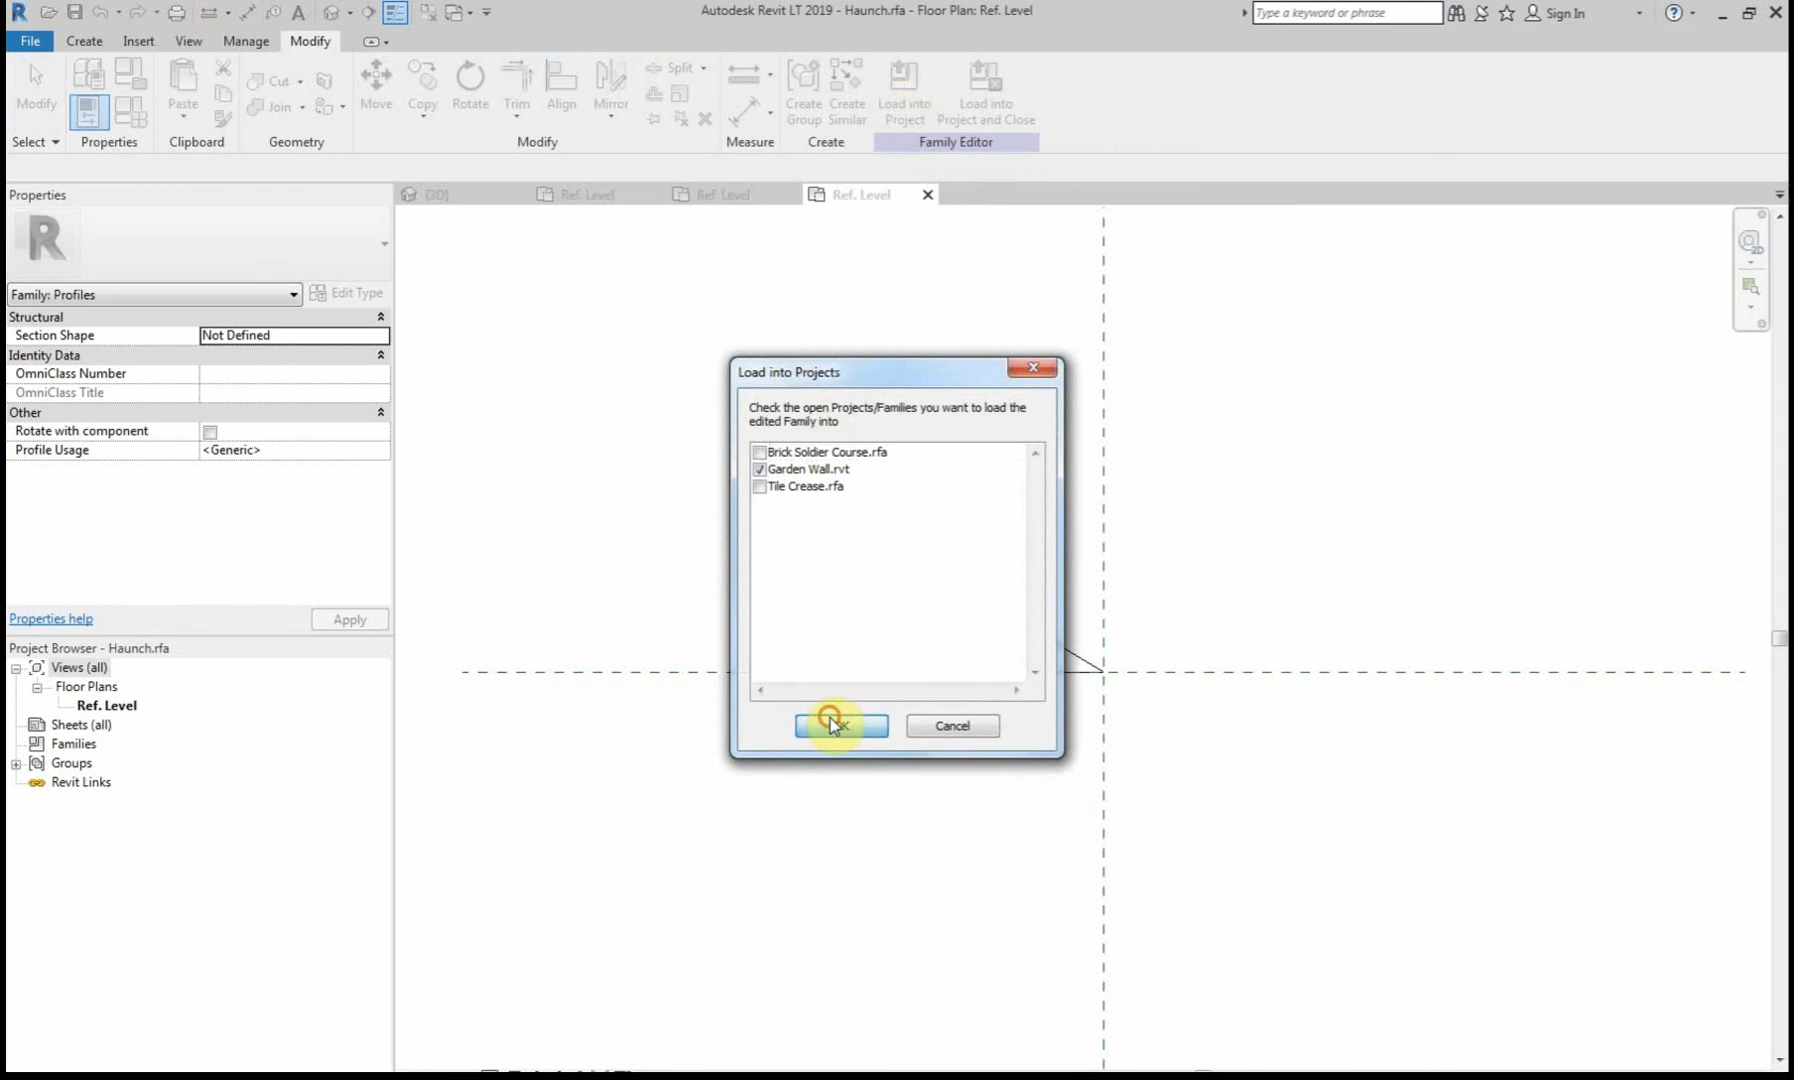 Autodesk Revit LT 2019 - Haunch.rfa - Floor Plan: Ref. Level
Type a keyword or phrase
Sign In
File Create Insert View Manage Modify
Modify
Paste
Cut
Join
Move Copy Rotate Trim Align Mirror
Split
Create Group
Create Similar
Load into Project
Load into Project and Close
Select Properties Clipboard Geometry Modify Measure Create Family Editor
Properties
{3D} Ref. Level Ref. Level Ref. Level
R
Family: Profiles Edit Type
Structural
Section Shape Not Defined
Identity Data
OmniClass Number
OmniClass Title
Other
Rotate with component
Profile Usage <Generic>
Properties help Apply
Project Browser - Haunch.rfa
Views (all)
Floor Plans
Ref. Level
Sheets (all)
Families
Groups
Revit Links
2D
Load into Projects
Check the open Projects/Families you want to load the
edited Family into
Brick Soldier Course.rfa
Garden Wall.rvt
Tile Crease.rfa
Cancel